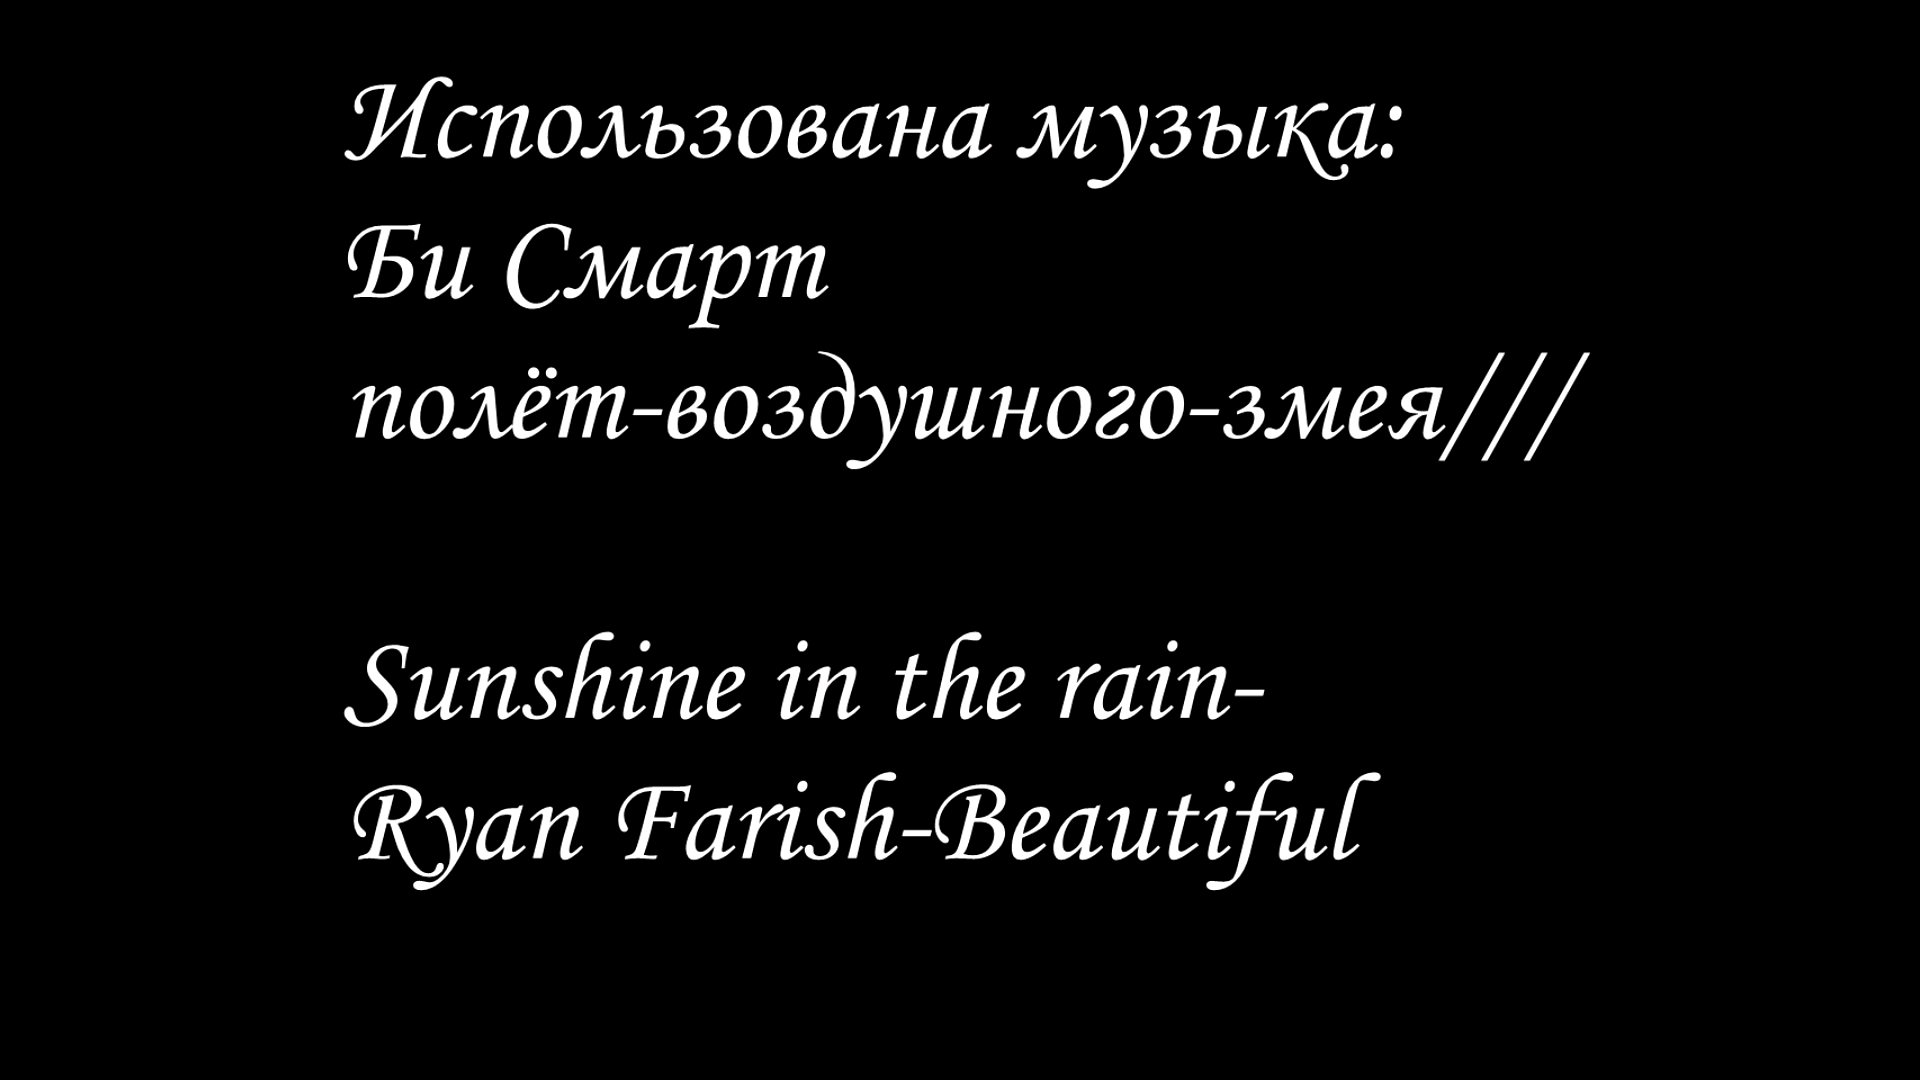 Использована музыка:
Би Смарт
полёт-воздушного-змея///
Sunshine in the rain-
Ryan Farish-Beautiful